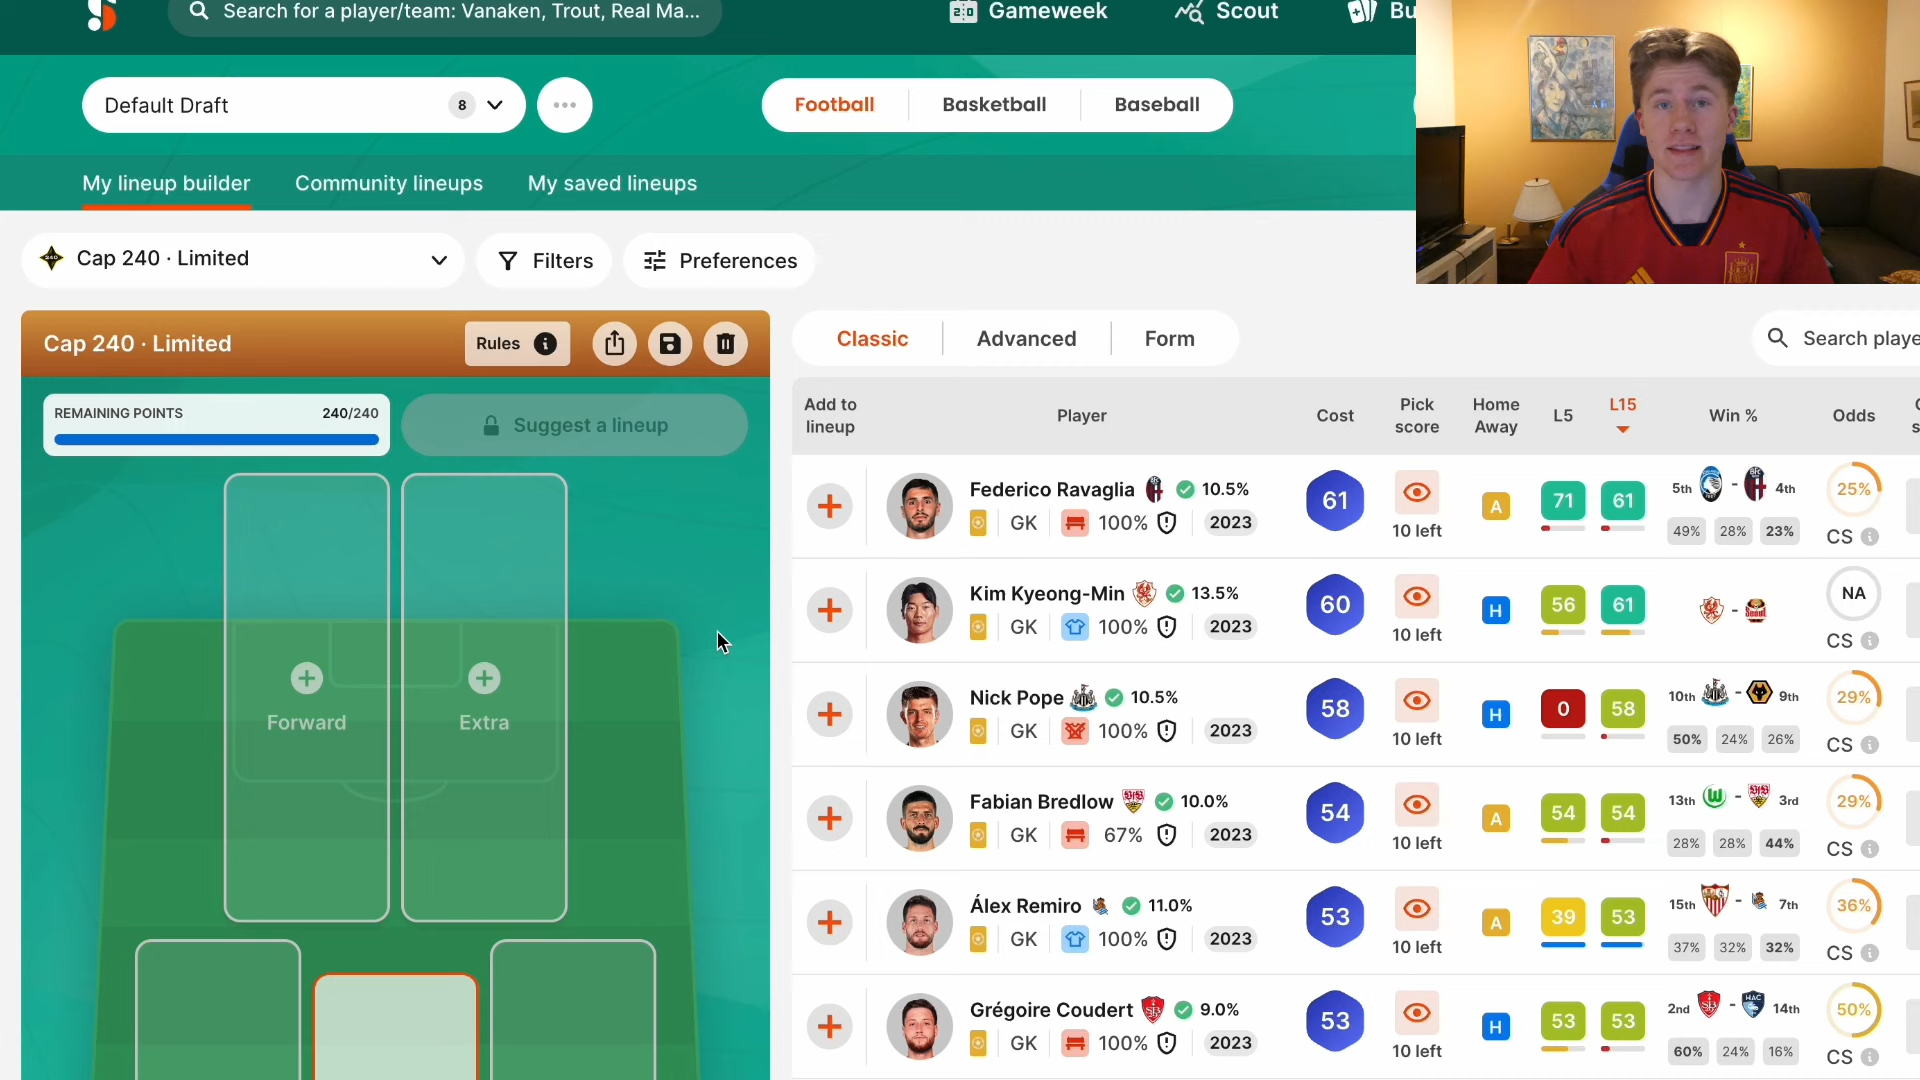 Search for a player/team: Vanaken, Trout, Real Ma...
Gameweek
Scout
Bu
Default Draft
8
Football
Basketball
Baseball
My lineup builder
Community lineups
My saved lineups
Cap 240 · Limited
Filters
Preferences
Cap 240 · Limited
Rules
REMAINING POINTS
240/240
Suggest a lineup
Forward
Extra
Classic
Advanced
Form
Search playe
Add to lineup
Player
Cost
Pick score
Home Away
L5
L15
Win %
Odds
Federico Ravaglia 10.5%
GK 100% 2023
61
10 left
A
71
61
5th - 4th
49% 28% 23%
25%
CS
Kim Kyeong-Min 13.5%
GK 100% 2023
60
10 left
H
56
61
-
NA
CS
Nick Pope 10.5%
GK 100% 2023
58
10 left
H
0
58
10th - 9th
50% 24% 26%
29%
CS
Fabian Bredlow 10.0%
GK 67% 2023
54
10 left
A
54
54
13th - 3rd
28% 28% 44%
29%
CS
Álex Remiro 11.0%
GK 100% 2023
53
10 left
A
39
53
15th - 7th
37% 32% 32%
36%
CS
Grégoire Coudert 9.0%
GK 100% 2023
53
10 left
H
53
53
2nd - 14th
60% 24% 16%
50%
CS